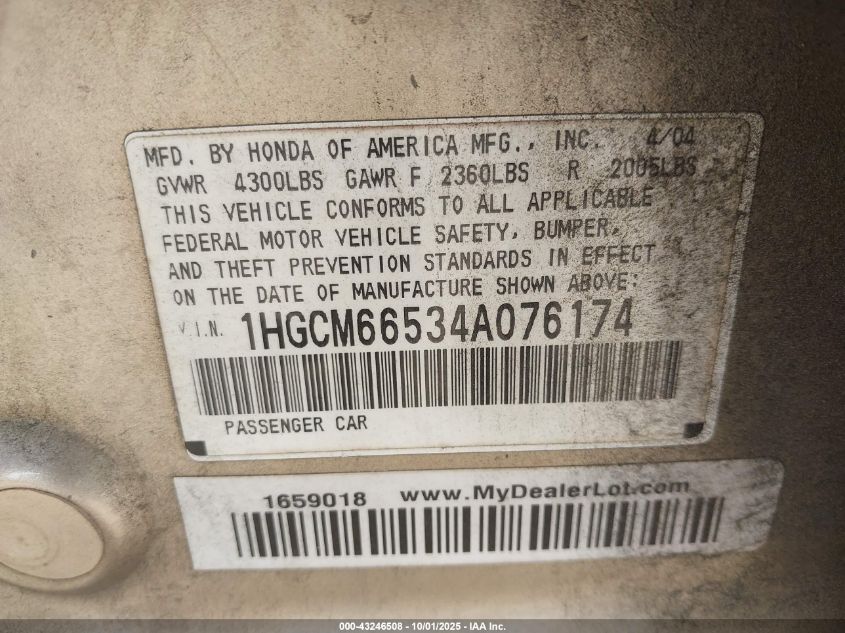 MFD. BY HONDA OF AMERICA MFG., INC. 4/04
GVWR 4300LBS GAWR F 2360LBS R 2005LBS
THIS VEHICLE CONFORMS TO ALL APPLICABLE
FEDERAL MOTOR VEHICLE SAFETY, BUMPER,
AND THEFT PREVENTION STANDARDS IN EFFECT
ON THE DATE OF MANUFACTURE SHOWN ABOVE:
V.I.N. 1HGCM66534A076174
PASSENGER CAR
1659018 www.MyDealerLot.com
000-43246508 - 10/01/2025 - IAA Inc.